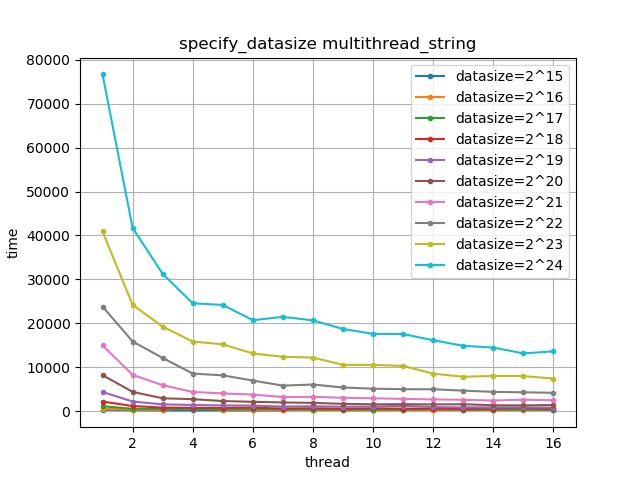 specify_datasize multithread_string
80000
70000
60000
50000
40000
30000
20000
10000
0
time
2
4
6
8
10
12
14
16
thread
datasize=2^15
datasize=2^16
datasize=2^17
datasize=2^18
datasize=2^19
datasize=2^20
datasize=2^21
datasize=2^22
datasize=2^23
datasize=2^24